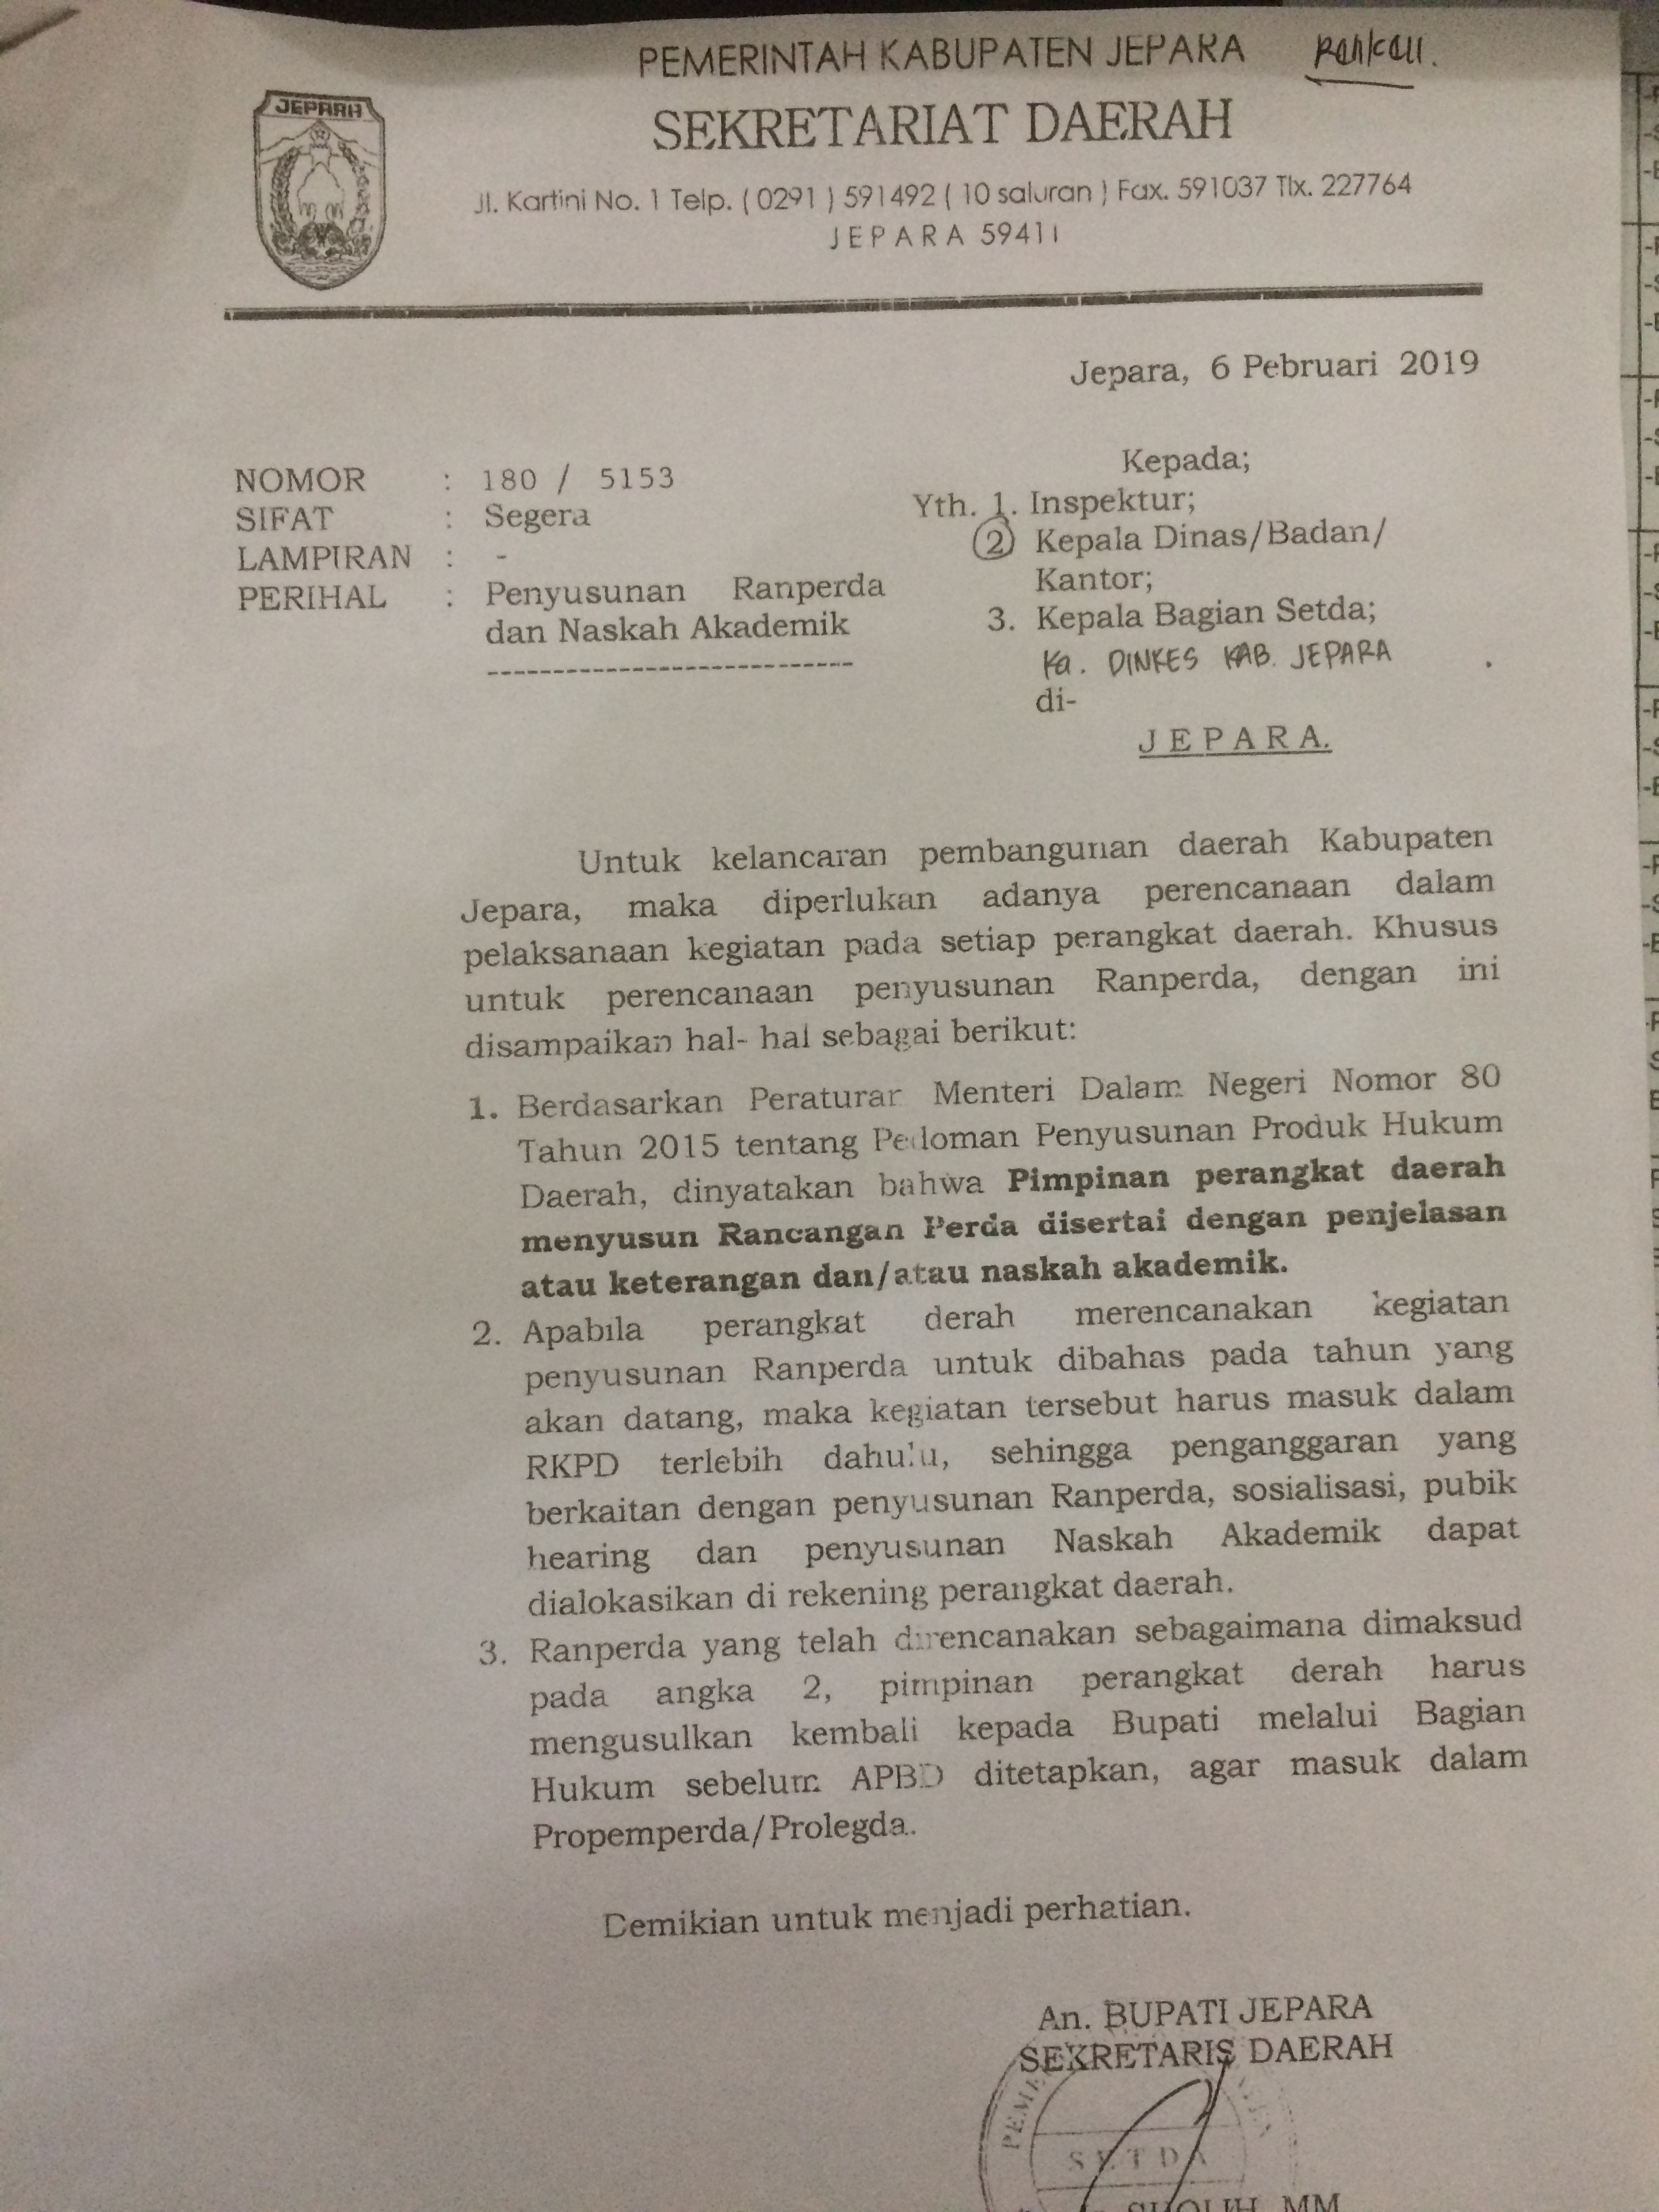 PEMERINTAH KABUPATEN JEPARA
SEKRETARIAT DAERAH
JEPARA
Jl. Kartini No. 1 Telp. ( 0291 ) 591492 ( 10 saluran ) Fax. 591037 Tlx. 227764
JEPARA 59411
Jepara, 6 Pebruari 2019
NOMOR : 180 / 5153
SIFAT : Segera
LAMPIRAN : -
PERIHAL : Penyusunan Ranperda
dan Naskah Akademik
Kepada;
Yth. 1. Inspektur;
2 Kepala Dinas/Badan/
Kantor;
3. Kepala Bagian Setda;
Ka. DINKES KAB. JEPARA
di-
JEPARA.
Untuk kelancaran pembangunan daerah Kabupaten
Jepara, maka diperlukan adanya perencanaan dalam
pelaksanaan kegiatan pada setiap perangkat daerah. Khusus
untuk perencanaan penyusunan Ranperda, dengan ini
disampaikan hal- hal sebagai berikut:
1. Berdasarkan Peraturan Menteri Dalam Negeri Nomor 80
Tahun 2015 tentang Pedoman Penyusunan Produk Hukum
Daerah, dinyatakan bahwa Pimpinan perangkat daerah
menyusun Rancangan Perda disertai dengan penjelasan
atau keterangan dan/atau naskah akademik.
2. Apabila perangkat derah merencanakan kegiatan
penyusunan Ranperda untuk dibahas pada tahun yang
akan datang, maka kegiatan tersebut harus masuk dalam
RKPD terlebih dahulu, sehingga penganggaran yang
berkaitan dengan penyusunan Ranperda, sosialisasi, pubik
hearing dan penyusunan Naskah Akademik dapat
dialokasikan di rekening perangkat daerah.
3. Ranperda yang telah direncanakan sebagaimana dimaksud
pada angka 2, pimpinan perangkat derah harus
mengusulkan kembali kepada Bupati melalui Bagian
Hukum sebelum APBD ditetapkan, agar masuk dalam
Propemperda/Prolegda.
Demikian untuk menjadi perhatian.
An. BUPATI JEPARA
SEKRETARIS DAERAH
SETDA
SHOLIH, MM